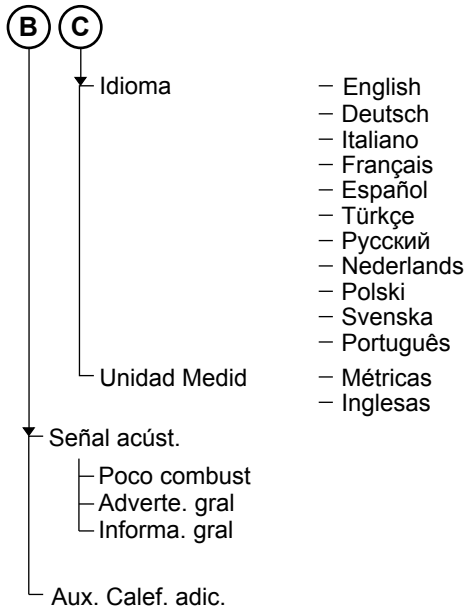 B C
Idioma – English
– Deutsch
– Italiano
– Français
– Español
– Türkçe
– Русский
– Nederlands
– Polski
– Svenska
– Português
Unidad Medid – Métricas
– Inglesas
Señal acúst.
Poco combust
Adverte. gral
Informa. gral
Aux. Calef. adic.